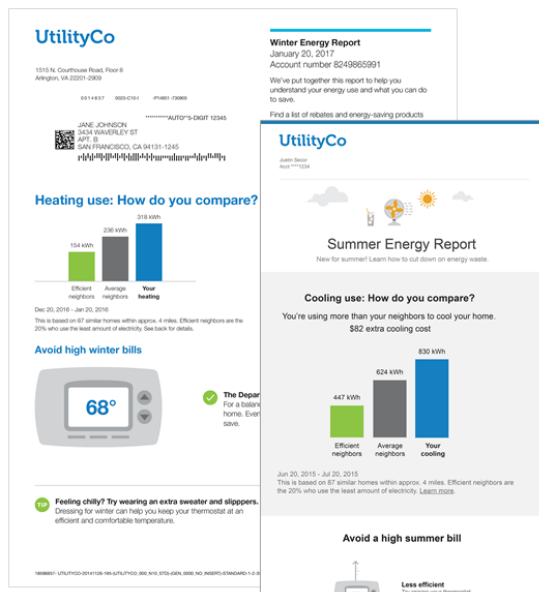 UtilityCo
1515 N. Courthouse Road, Floor 8
Arlington, VA 22201-2909
Winter Energy Report
January 20, 2017
Account number 8249865991
We've put together this report to help you
understand your energy use and what you can do
to save.
Find a list of rebates and energy-saving products
AUTO**5-DIGIT 12345
JANE JOHNSON
3434 WAVERLEY ST
APT. B
SAN FRANCISCO, CA 94131-1245
Heating use: How do you compare?
318 kWh
236 kWh
154 kWh
Efficient neighbors
Average neighbors
Your heating
Dec 20, 2016 - Jan 20, 2016
This is based on 87 similar homes within approx. 4 miles. Efficient neighbors are the
20% who use the least amount of electricity. See back for details.
Avoid high winter bills
68°
The Depar
For a balan
home. Ever
save.
TIP
Feeling chilly? Try wearing an extra sweater and slipppers.
Dressing for winter can help you keep your thermostat at an
efficient and comfortable temperature.
UtilityCo
Justin Secor
Acct ****1234
Summer Energy Report
New for summer! Learn how to cut down on energy waste.
Cooling use: How do you compare?
You're using more than your neighbors to cool your home.
$82 extra cooling cost
830 kWh
624 kWh
447 kWh
Efficient neighbors
Average neighbors
Your cooling
Jun 20, 2015 - Jul 20, 2015
This is based on 87 similar homes within approx. 4 miles. Efficient neighbors are
the 20% who use the least amount of electricity. Learn more.
Avoid a high summer bill
Less efficient